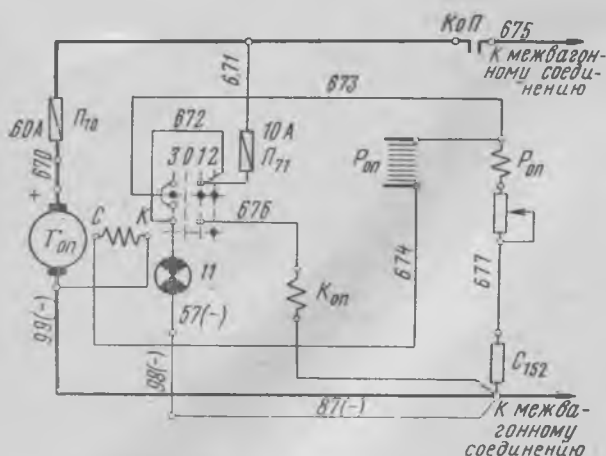 КоП
675
К межвагон-
ному соеди-
нению
671
673
60А
П70
670
672
10А
П71
3 0 1 2
Роп
Роп
+
Топ
С
К
676
674
677
11
Коп
57(-)
99(-)
98(-)
87(-)
С152
К межва-
гонному
соединению